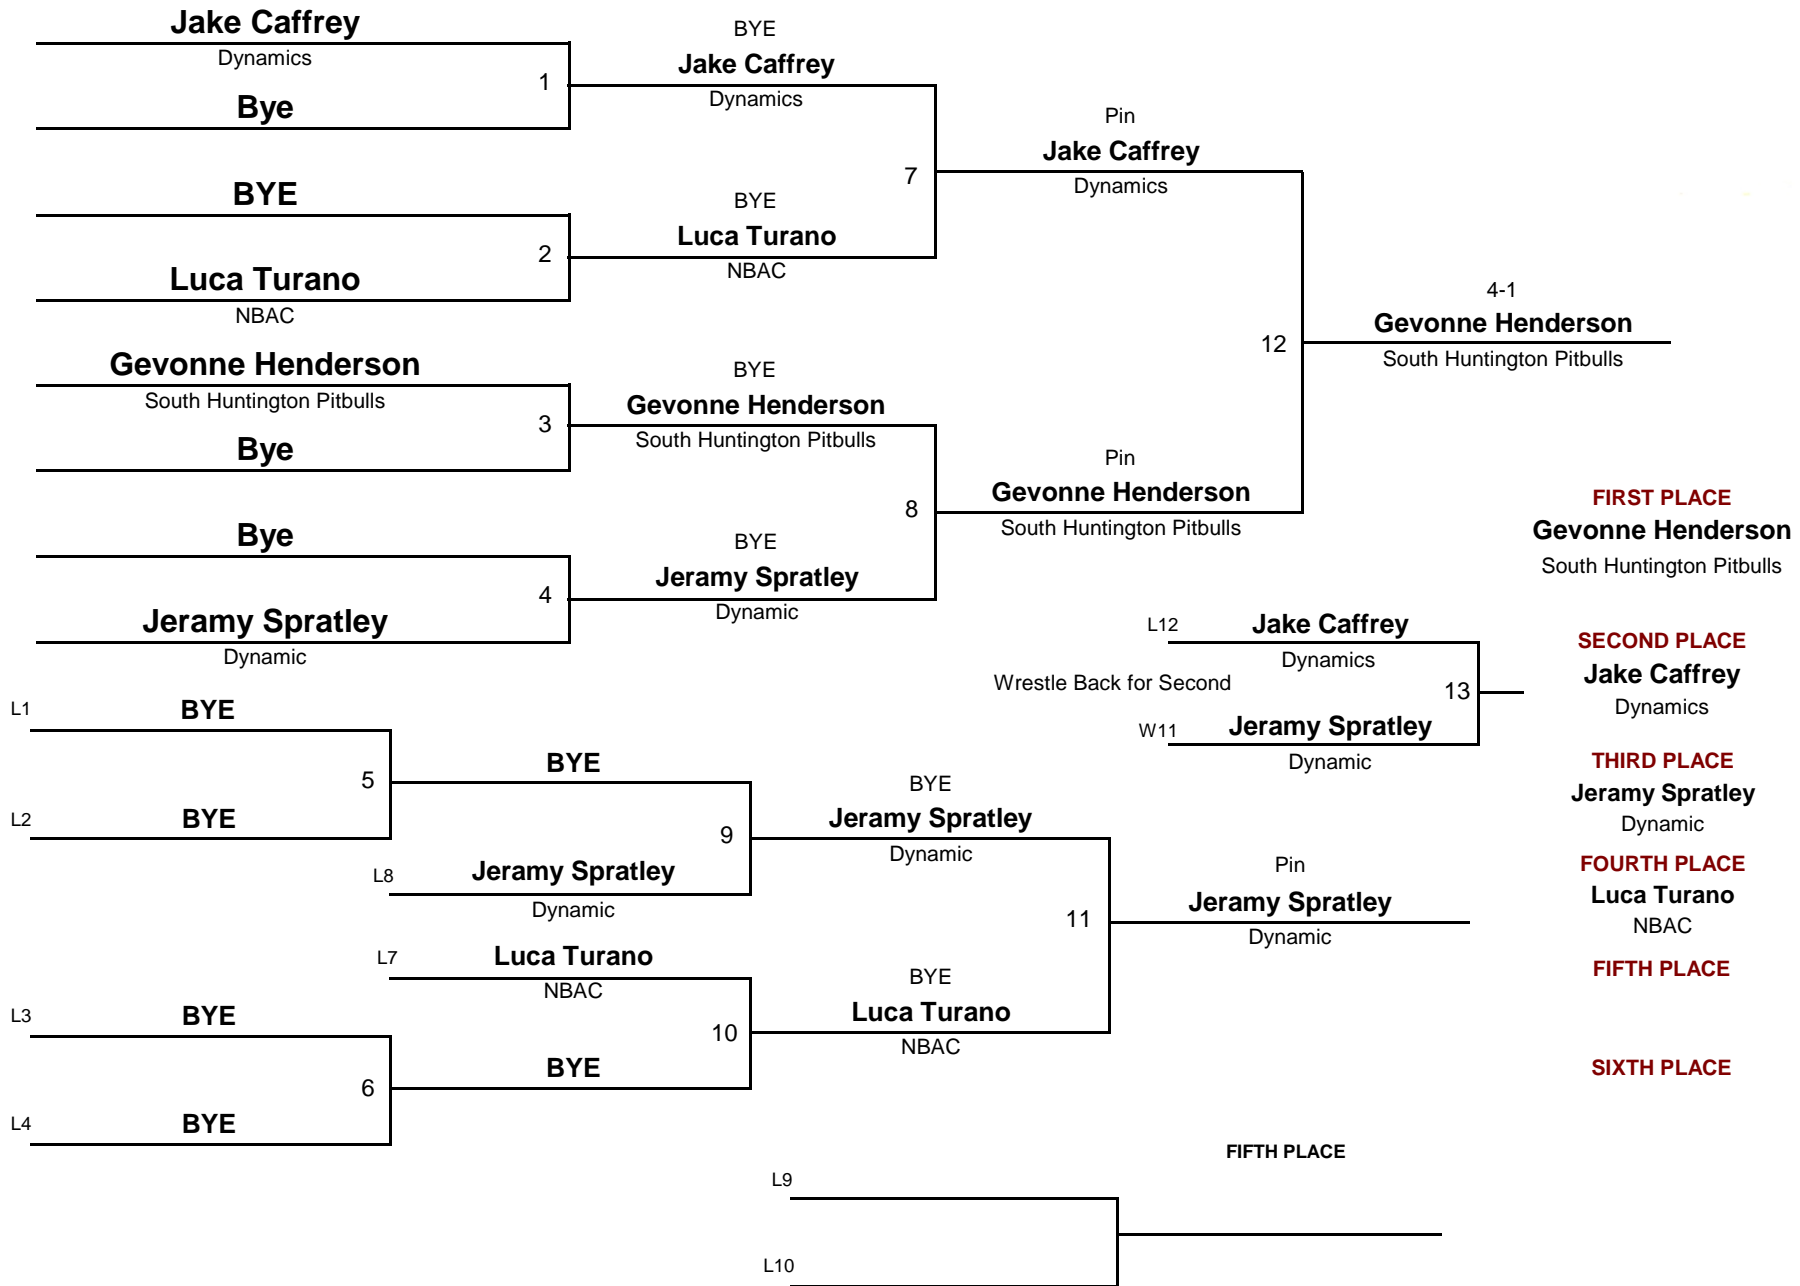 Jake Caffrey
Dynamics
1
Bye
BYE
2
Luca Turano
NBAC
Gevonne Henderson
South Huntington Pitbulls
3
Bye
Bye
4
Jeramy Spratley
Dynamic
BYE
Jake Caffrey
Dynamics
7
BYE
Luca Turano
NBAC
BYE
Gevonne Henderson
South Huntington Pitbulls
8
BYE
Jeramy Spratley
Dynamic
Pin
Jake Caffrey
Dynamics
12
Pin
Gevonne Henderson
South Huntington Pitbulls
4-1
Gevonne Henderson
South Huntington Pitbulls
FIRST PLACE
Gevonne Henderson
South Huntington Pitbulls
L12 Jake Caffrey
Dynamics
Wrestle Back for Second 13
W11 Jeramy Spratley
Dynamic
SECOND PLACE
Jake Caffrey
Dynamics
THIRD PLACE
Jeramy Spratley
Dynamic
FOURTH PLACE
Luca Turano
NBAC
FIFTH PLACE
SIXTH PLACE
L1 BYE
5
L2 BYE
BYE
9
L8 Jeramy Spratley
Dynamic
L7 Luca Turano
NBAC
10
BYE
L3 BYE
6
L4 BYE
BYE
Jeramy Spratley
Dynamic
11
BYE
Luca Turano
NBAC
Pin
Jeramy Spratley
Dynamic
FIFTH PLACE
L9
L10